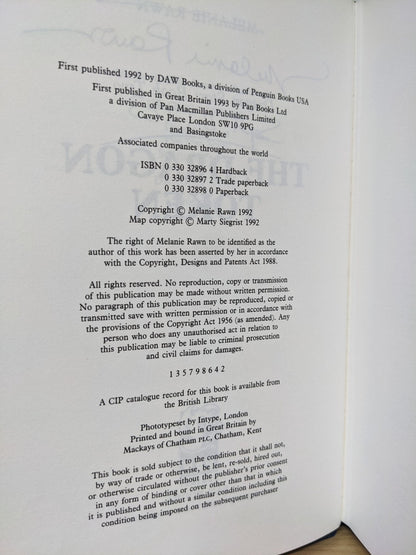 MELANIE RAWN
Melanie Rawn
First published 1992 by DAW Books, a division of Penguin Books USA
First published in Great Britain 1993 by Pan Books Ltd
a division of Pan Macmillan Publishers Limited
Cavaye Place London SW10 9PG
and Basingstoke
Associated companies throughout the world
ISBN 0 330 32896 4 Hardback
0 330 32897 2 Trade paperback
0 330 32898 0 Paperback
Copyright © Melanie Rawn 1992
Map copyright © Marty Siegrist 1992
The right of Melanie Rawn to be identified as the
author of this work has been asserted by her in accordance
with the Copyright, Designs and Patents Act 1988.
All rights reserved. No reproduction, copy or transmission
of this publication may be made without written permission.
No paragraph of this publication may be reproduced, copied or
transmitted save with written permission or in accordance with
the provisions of the Copyright Act 1956 (as amended). Any
person who does any unauthorised act in relation to
this publication may be liable to criminal prosecution
and civil claims for damages.
1 3 5 7 9 8 6 4 2
A CIP catalogue record for this book is available from
the British Library
Phototypeset by Intype, London
Printed and bound in Great Britain by
Mackays of Chatham PLC, Chatham, Kent
This book is sold subject to the condition that it shall not,
by way of trade or otherwise, be lent, re-sold, hired out,
or otherwise circulated without the publisher's prior consent
in any form of binding or cover other than that in which
it is published and without a similar condition including this
condition being imposed on the subsequent purchaser